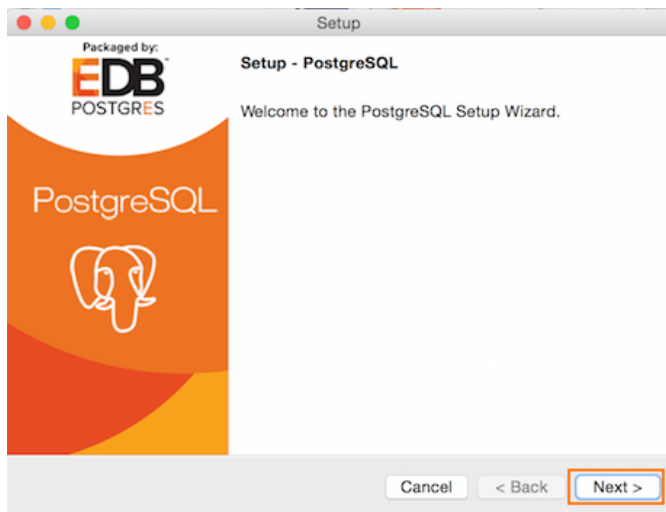 Setup
Packaged by:
EDB
POSTGRES
Setup - PostgreSQL
Welcome to the PostgreSQL Setup Wizard.
PostgreSQL
Cancel
< Back
Next >